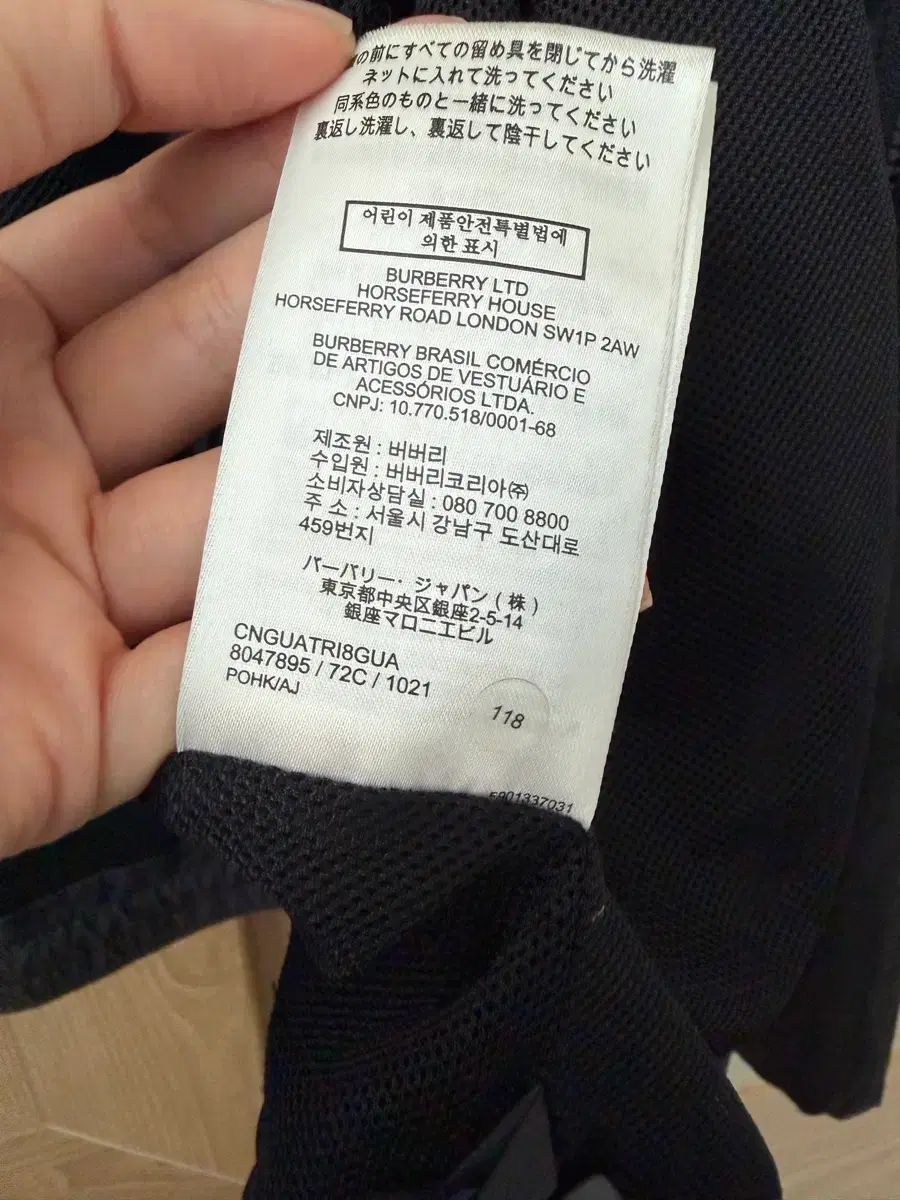 の前にすべての留め具を閉じてから洗濯
ネットに入れて洗ってください
同系色のものと一緒に洗ってください
裏返し洗濯し、裏返して陰干してください
어린이 제품안전특별법에
의한 표시
BURBERRY LTD
HORSEFERRY HOUSE
HORSEFERRY ROAD LONDON SW1P 2AW
BURBERRY BRASIL COMÉRCIO
DE ARTIGOS DE VESTUÁRIO E
ACESSÓRIOS LTDA.
CNPJ: 10.770.518/0001-68
제조원 : 버버리
수입원 : 버버리코리아㈜
소비자상담실 : 080 700 8800
주 소 : 서울시 강남구 도산대로
459번지
バーバリー・ジャパン(株)
東京都中央区銀座2-5-14
銀座マロニエビル
CNGUATRI8GUA
8047895 / 72C / 1021
POHK/AJ
118